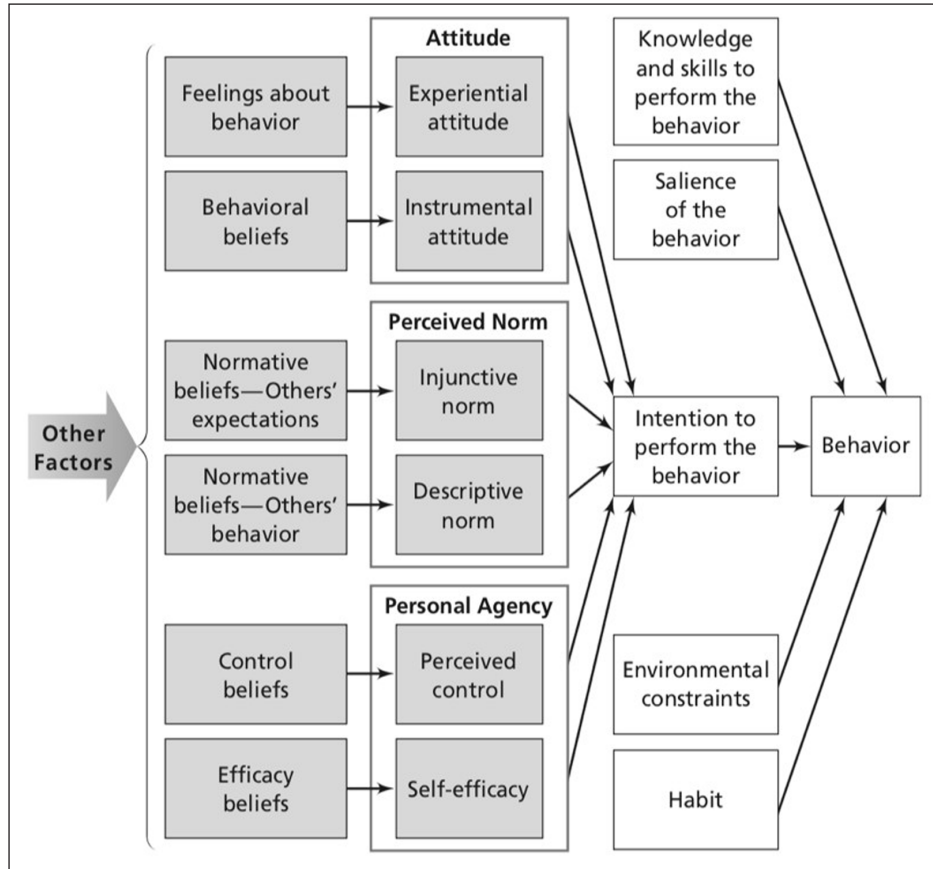 Other
Factors
Feelings about
behavior
Behavioral
beliefs
Normative
beliefs—Others’
expectations
Normative
beliefs—Others’
behavior
Control
beliefs
Efficacy
beliefs
Attitude
Experiential
attitude
Instrumental
attitude
Perceived Norm
Injunctive
norm
Descriptive
norm
Personal Agency
Perceived
control
Self-efficacy
Knowledge
and skills to
perform the
behavior
Salience
of the
behavior
Intention to
perform the
behavior
Environmental
constraints
Habit
Behavior